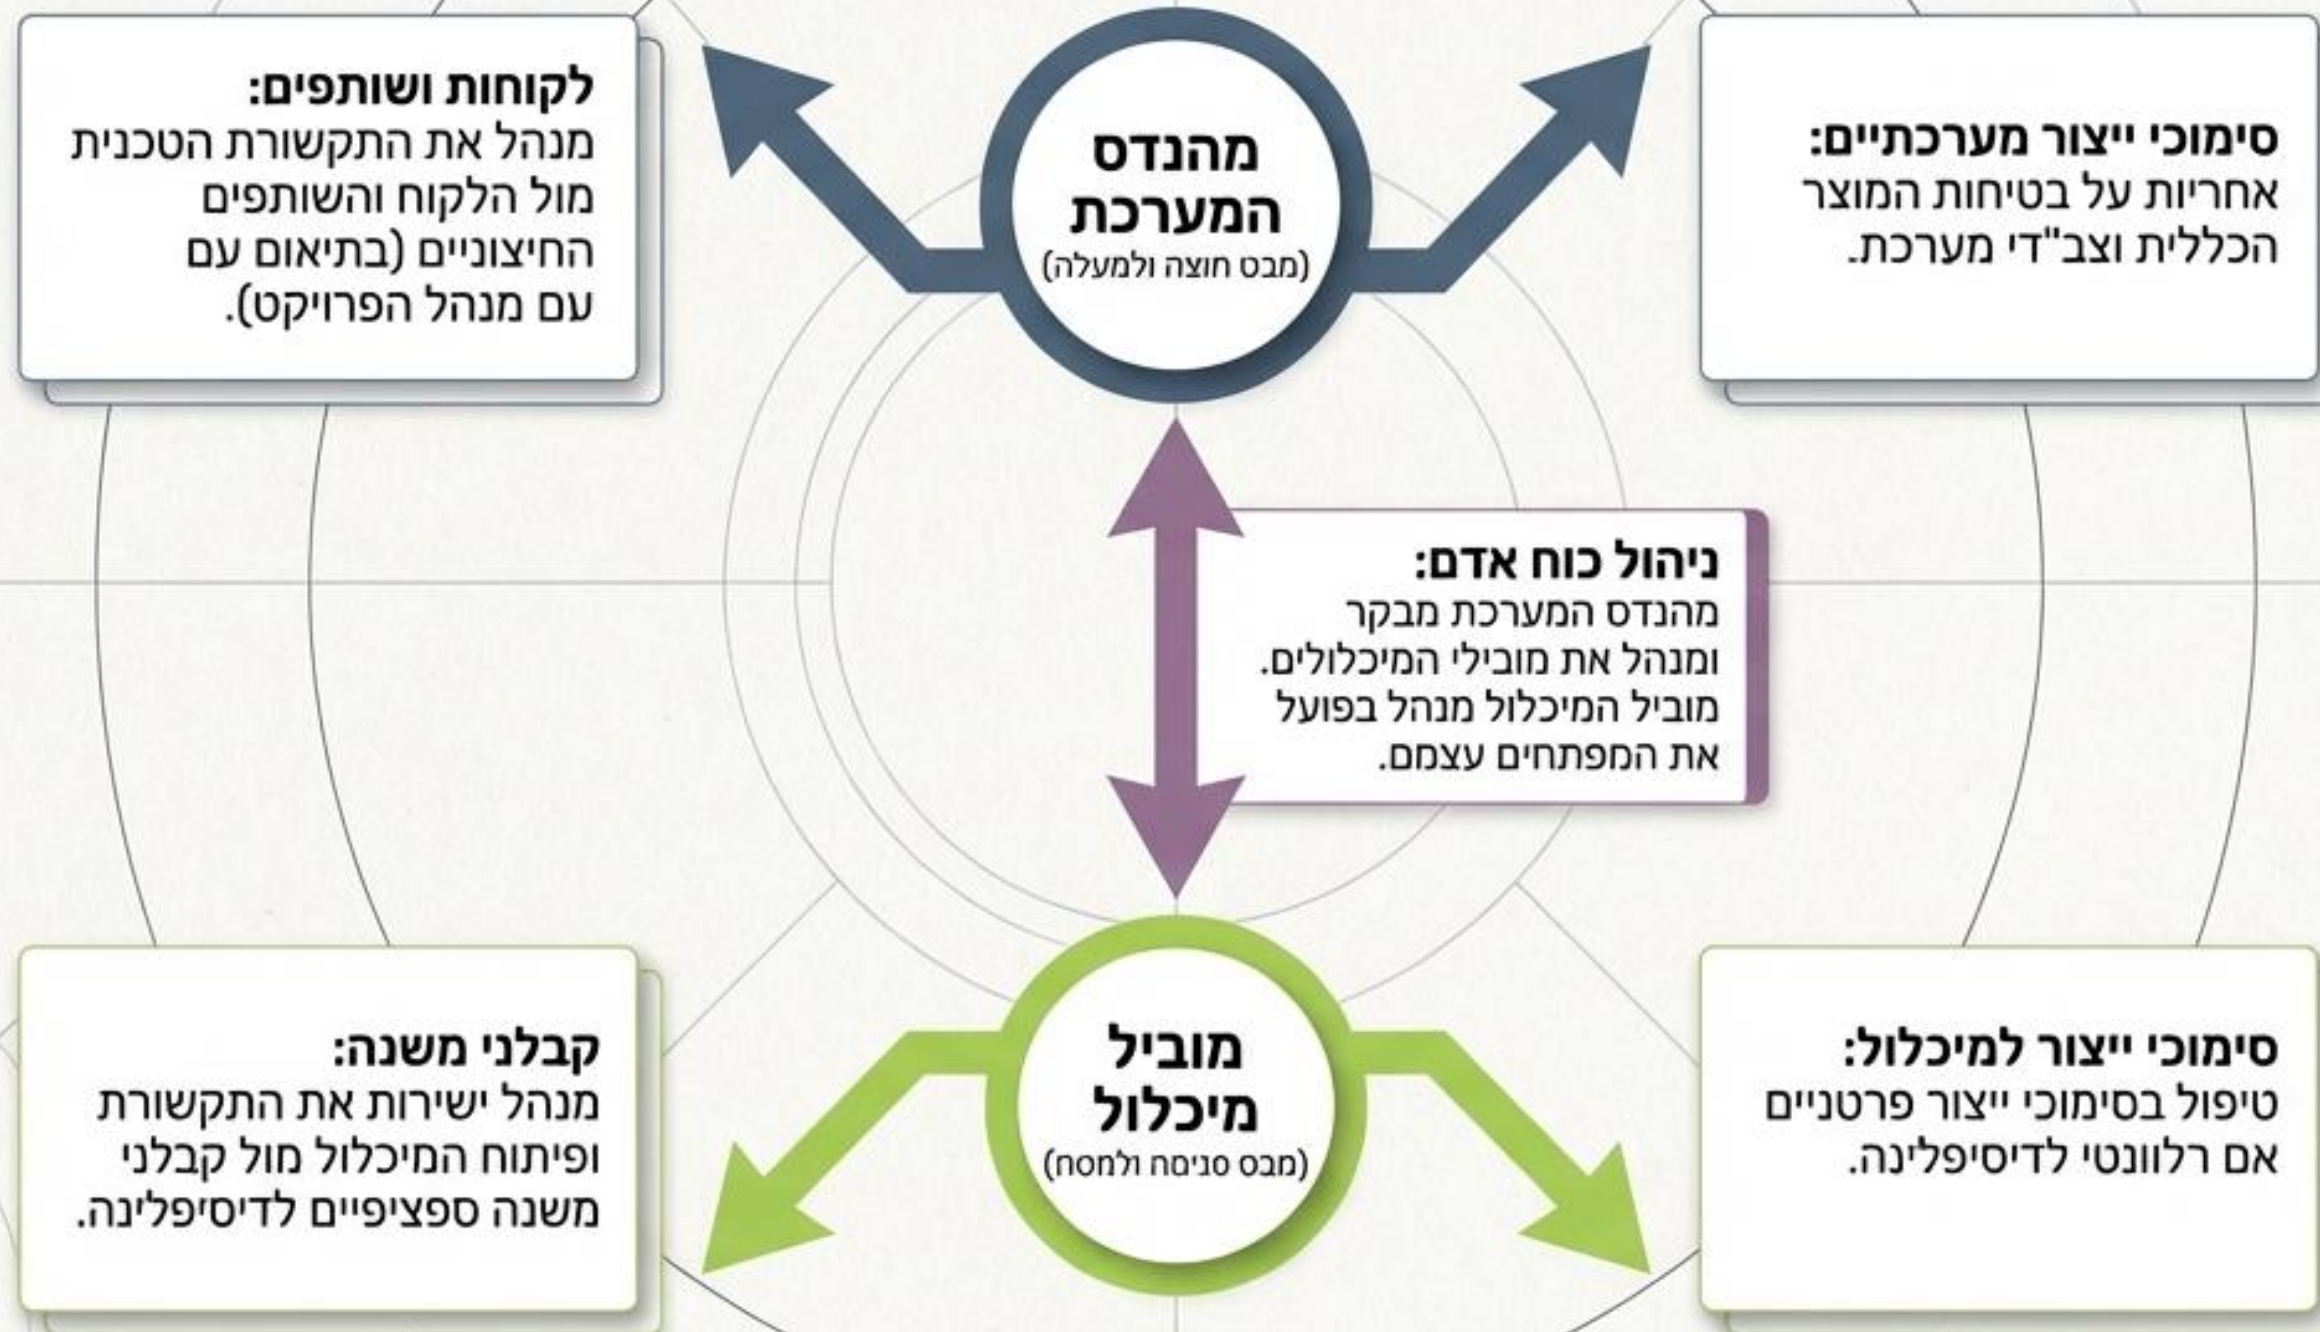 סימוכי ייצור מערכתיים:
אחריות על בטיחות המוצר
הכללית וצב"די מערכת.
מהנדס
המערכת
(מבט חוצה ולמעלה)
לקוחות ושותפים:
מנהל את התקשורת הטכנית
מול הלקוח והשותפים
החיצוניים (בתיאום עם
עם מנהל הפרויקט).
ניהול כוח אדם:
מהנדס המערכת מבקר
ומנהל את מובילי המיכלולים.
מוביל המיכלול מנהל בפועל
את המפתחים עצמם.
סימוכי ייצור למיכלול:
טיפול בסימוכי ייצור פרטניים
אם רלוונטי לדיסיפלינה.
מוביל
מיכלול
(מבס סניסה ולמסח)
קבלני משנה:
מנהל ישירות את התקשורת
ופיתוח המיכלול מול קבלני
משנה ספציפיים לדיסיפלינה.